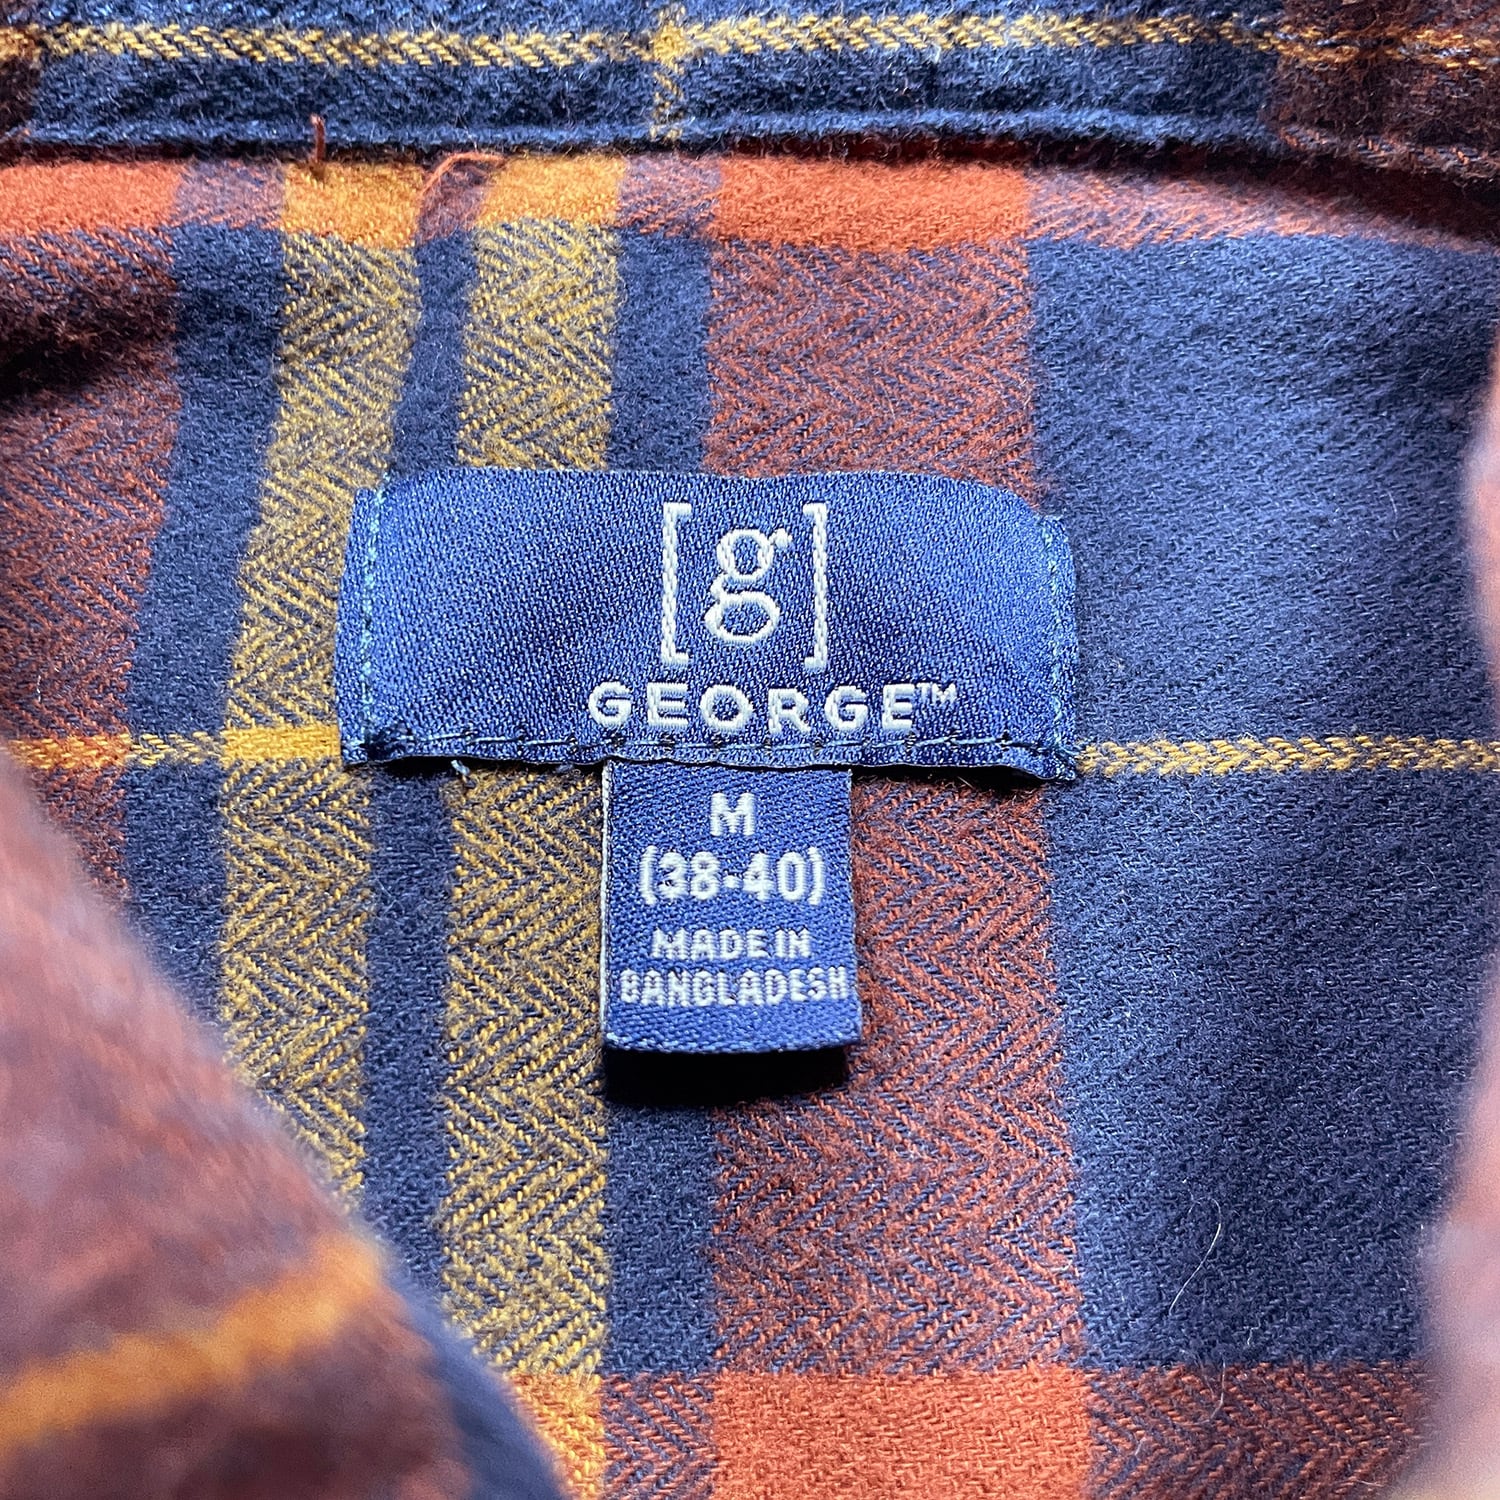 [g]
GEORGE™
M
(38-40)
MADE IN
BANGLADESH